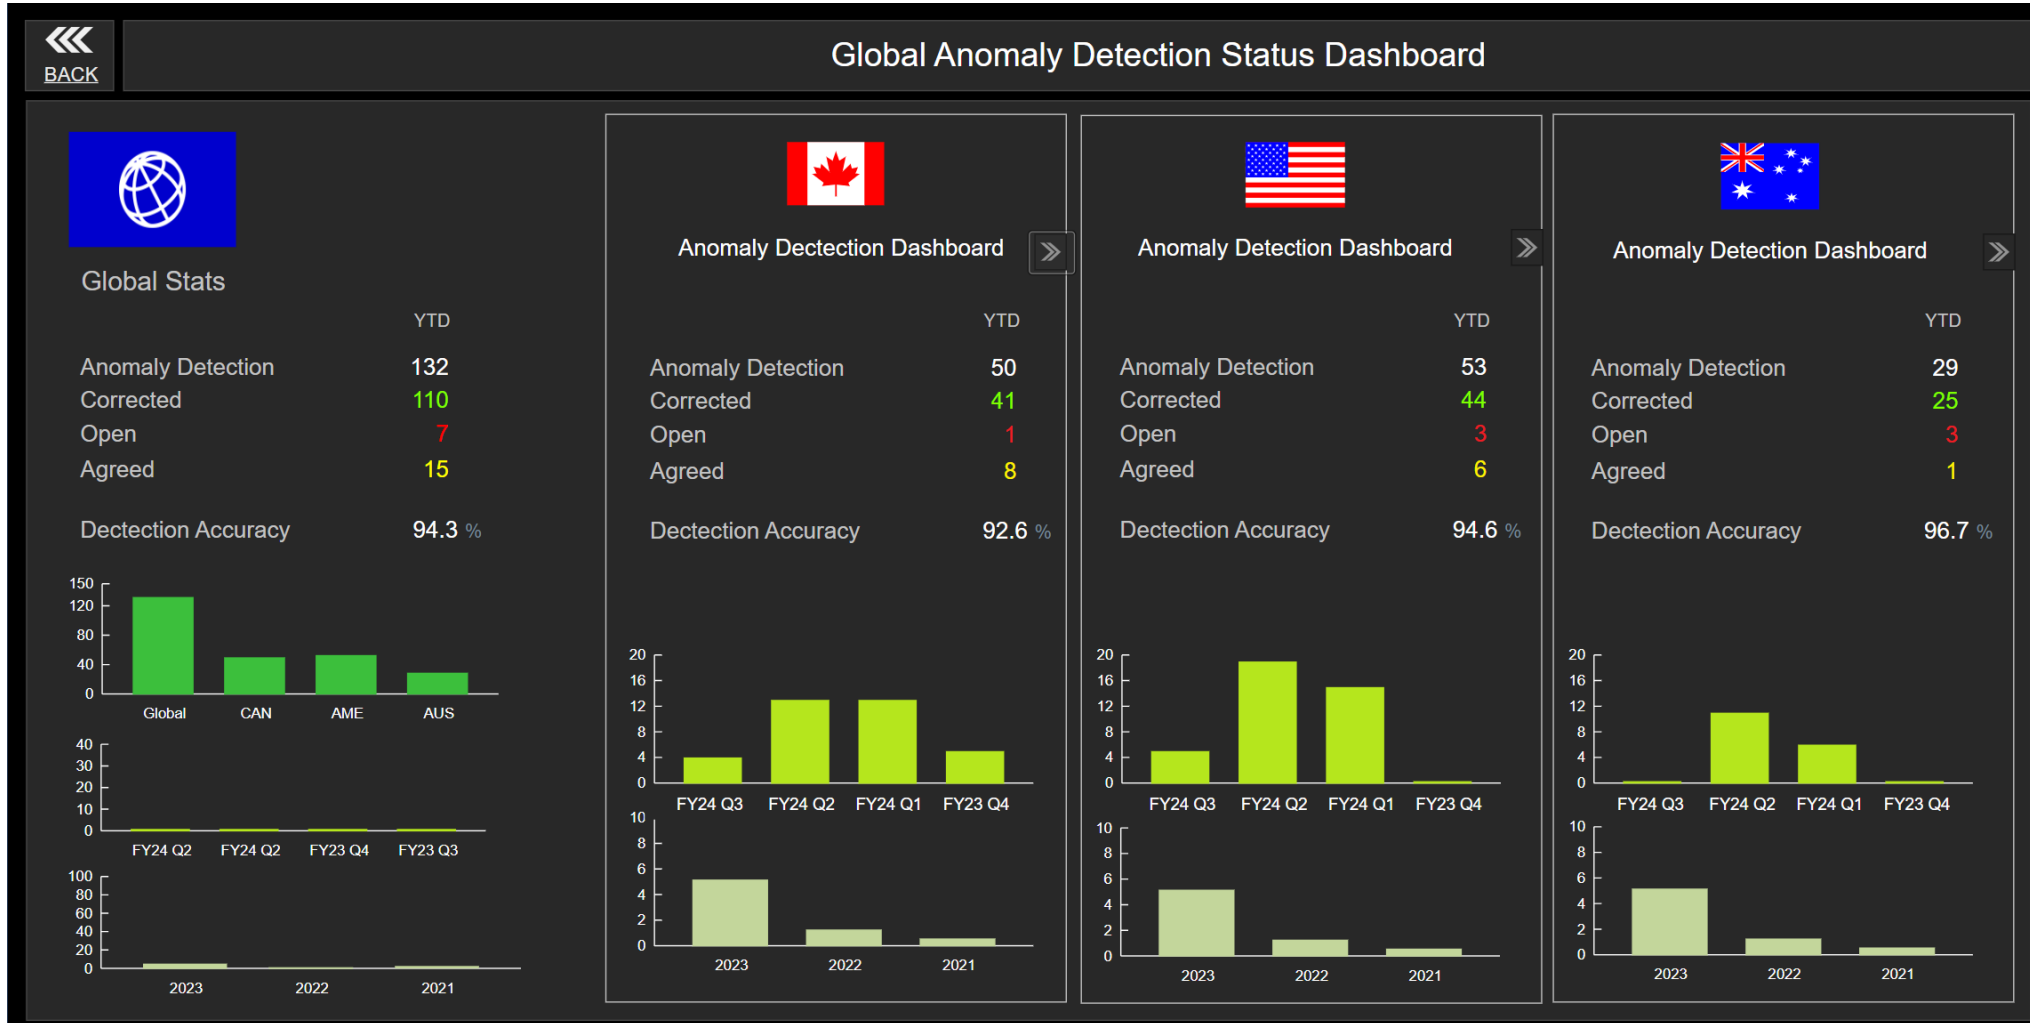 BACK
Global Anomaly Detection Status Dashboard
Global Stats
YTD
Anomaly Detection 132
Corrected 110
Open 7
Agreed 15
Dectection Accuracy 94.3 %
150
120
80
40
0
Global CAN AME AUS
40
30
20
10
0
FY24 Q2 FY24 Q2 FY23 Q4 FY23 Q3
100
80
60
40
20
0
2023 2022 2021
Anomaly Dectection Dashboard
YTD
Anomaly Detection 50
Corrected 41
Open 1
Agreed 8
Dectection Accuracy 92.6 %
20
16
12
8
4
0
FY24 Q3 FY24 Q2 FY24 Q1 FY23 Q4
10
8
6
4
2
0
2023 2022 2021
Anomaly Detection Dashboard
YTD
Anomaly Detection 53
Corrected 44
Open 3
Agreed 6
Dectection Accuracy 94.6 %
20
16
12
8
4
0
FY24 Q3 FY24 Q2 FY24 Q1 FY23 Q4
10
8
6
4
2
0
2023 2022 2021
Anomaly Detection Dashboard
YTD
Anomaly Detection 29
Corrected 25
Open 3
Agreed 1
Dectection Accuracy 96.7 %
20
16
12
8
4
0
FY24 Q3 FY24 Q2 FY24 Q1 FY23 Q4
10
8
6
4
2
0
2023 2022 2021